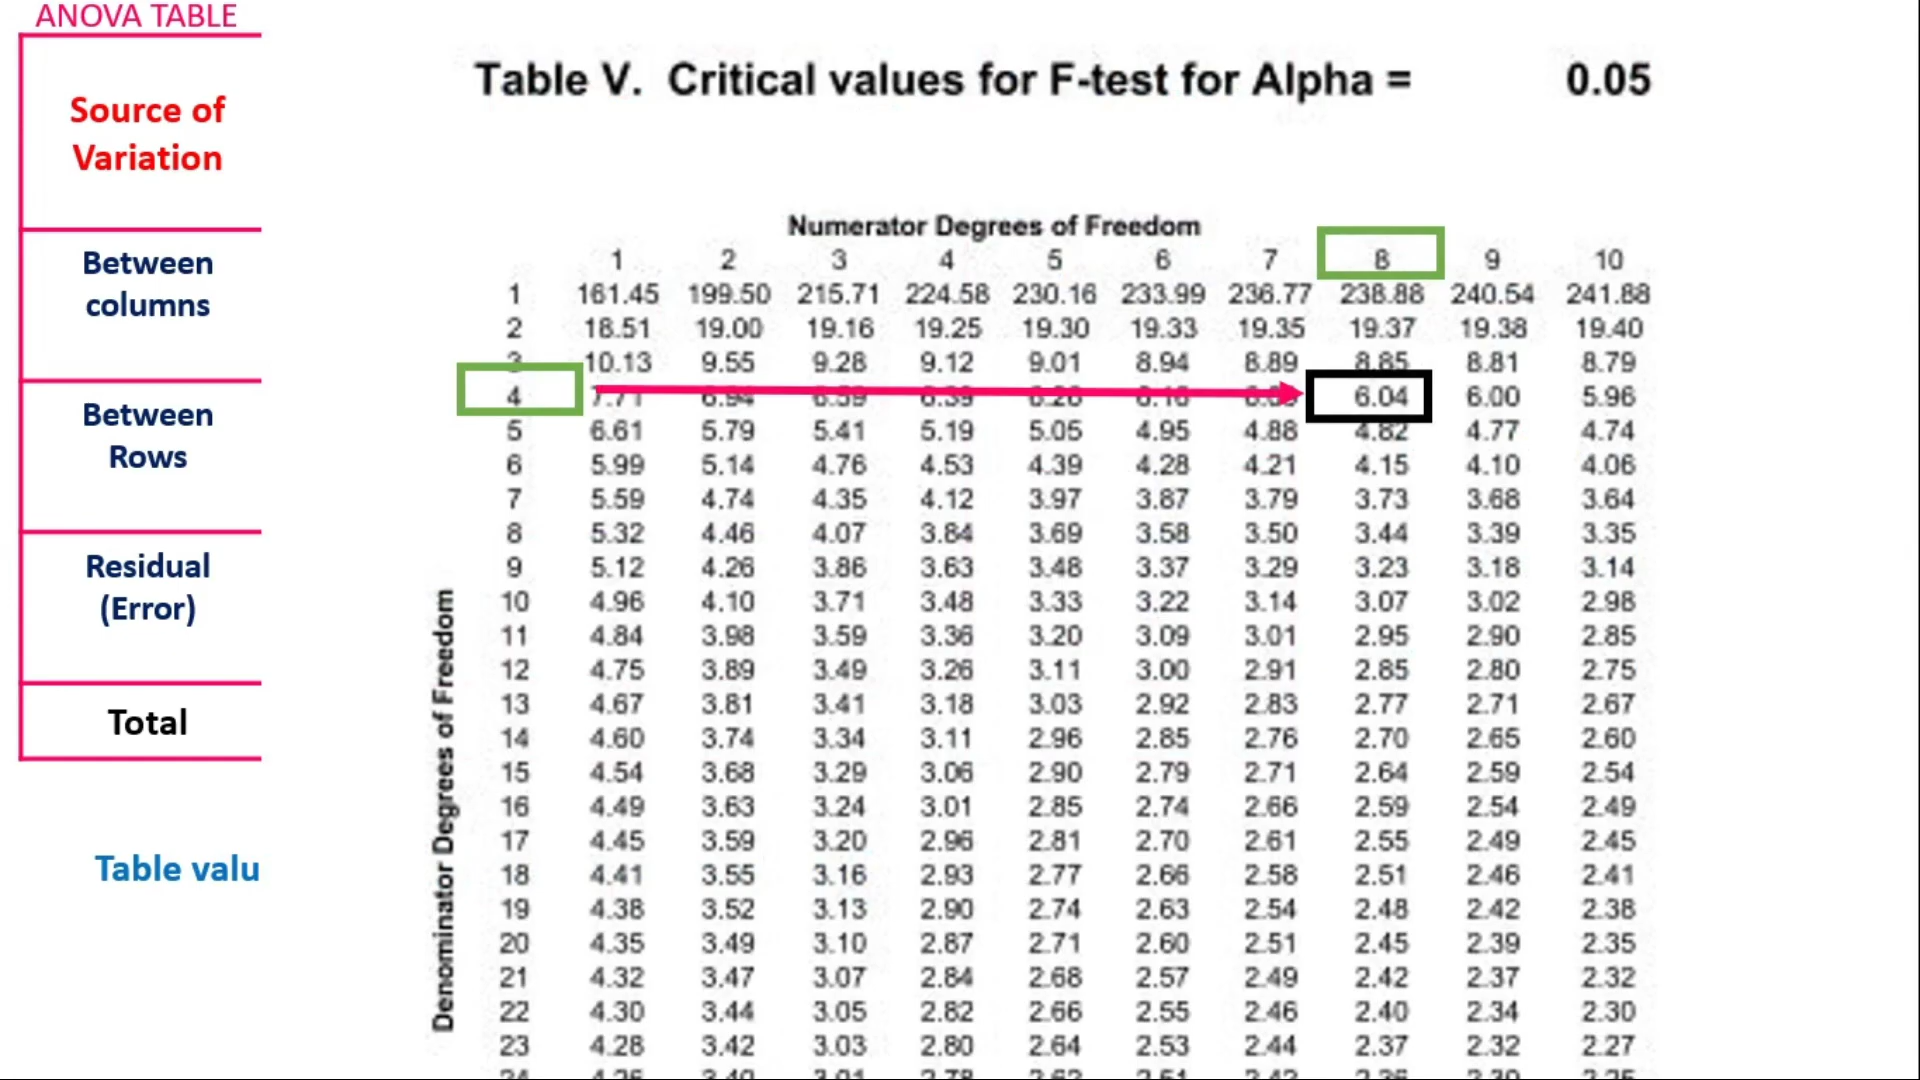 ANOVA TABLE
Source of
Variation
Between
columns
Between
Rows
Residual
(Error)
Total
Table valu
Table V. Critical values for F-test for Alpha = 0.05
Numerator Degrees of Freedom
Denominator Degrees of Freedom
1 2 3 4 5 6 7 8 9 10
1 161.45 199.50 215.71 224.58 230.16 233.99 236.77 238.88 240.54 241.88
2 18.51 19.00 19.16 19.25 19.30 19.33 19.35 19.37 19.38 19.40
3 10.13 9.55 9.28 9.12 9.01 8.94 8.89 8.85 8.81 8.79
4 7.71 6.94 6.59 6.39 6.26 6.16 6.04 6.00 5.96
5 6.61 5.79 5.41 5.19 5.05 4.95 4.88 4.82 4.77 4.74
6 5.99 5.14 4.76 4.53 4.39 4.28 4.21 4.15 4.10 4.06
7 5.59 4.74 4.35 4.12 3.97 3.87 3.79 3.73 3.68 3.64
8 5.32 4.46 4.07 3.84 3.69 3.58 3.50 3.44 3.39 3.35
9 5.12 4.26 3.86 3.63 3.48 3.37 3.29 3.23 3.18 3.14
10 4.96 4.10 3.71 3.48 3.33 3.22 3.14 3.07 3.02 2.98
11 4.84 3.98 3.59 3.36 3.20 3.09 3.01 2.95 2.90 2.85
12 4.75 3.89 3.49 3.26 3.11 3.00 2.91 2.85 2.80 2.75
13 4.67 3.81 3.41 3.18 3.03 2.92 2.83 2.77 2.71 2.67
14 4.60 3.74 3.34 3.11 2.96 2.85 2.76 2.70 2.65 2.60
15 4.54 3.68 3.29 3.06 2.90 2.79 2.71 2.64 2.59 2.54
16 4.49 3.63 3.24 3.01 2.85 2.74 2.66 2.59 2.54 2.49
17 4.45 3.59 3.20 2.96 2.81 2.70 2.61 2.55 2.49 2.45
18 4.41 3.55 3.16 2.93 2.77 2.66 2.58 2.51 2.46 2.41
19 4.38 3.52 3.13 2.90 2.74 2.63 2.54 2.48 2.42 2.38
20 4.35 3.49 3.10 2.87 2.71 2.60 2.51 2.45 2.39 2.35
21 4.32 3.47 3.07 2.84 2.68 2.57 2.49 2.42 2.37 2.32
22 4.30 3.44 3.05 2.82 2.66 2.55 2.46 2.40 2.34 2.30
23 4.28 3.42 3.03 2.80 2.64 2.53 2.44 2.37 2.32 2.27